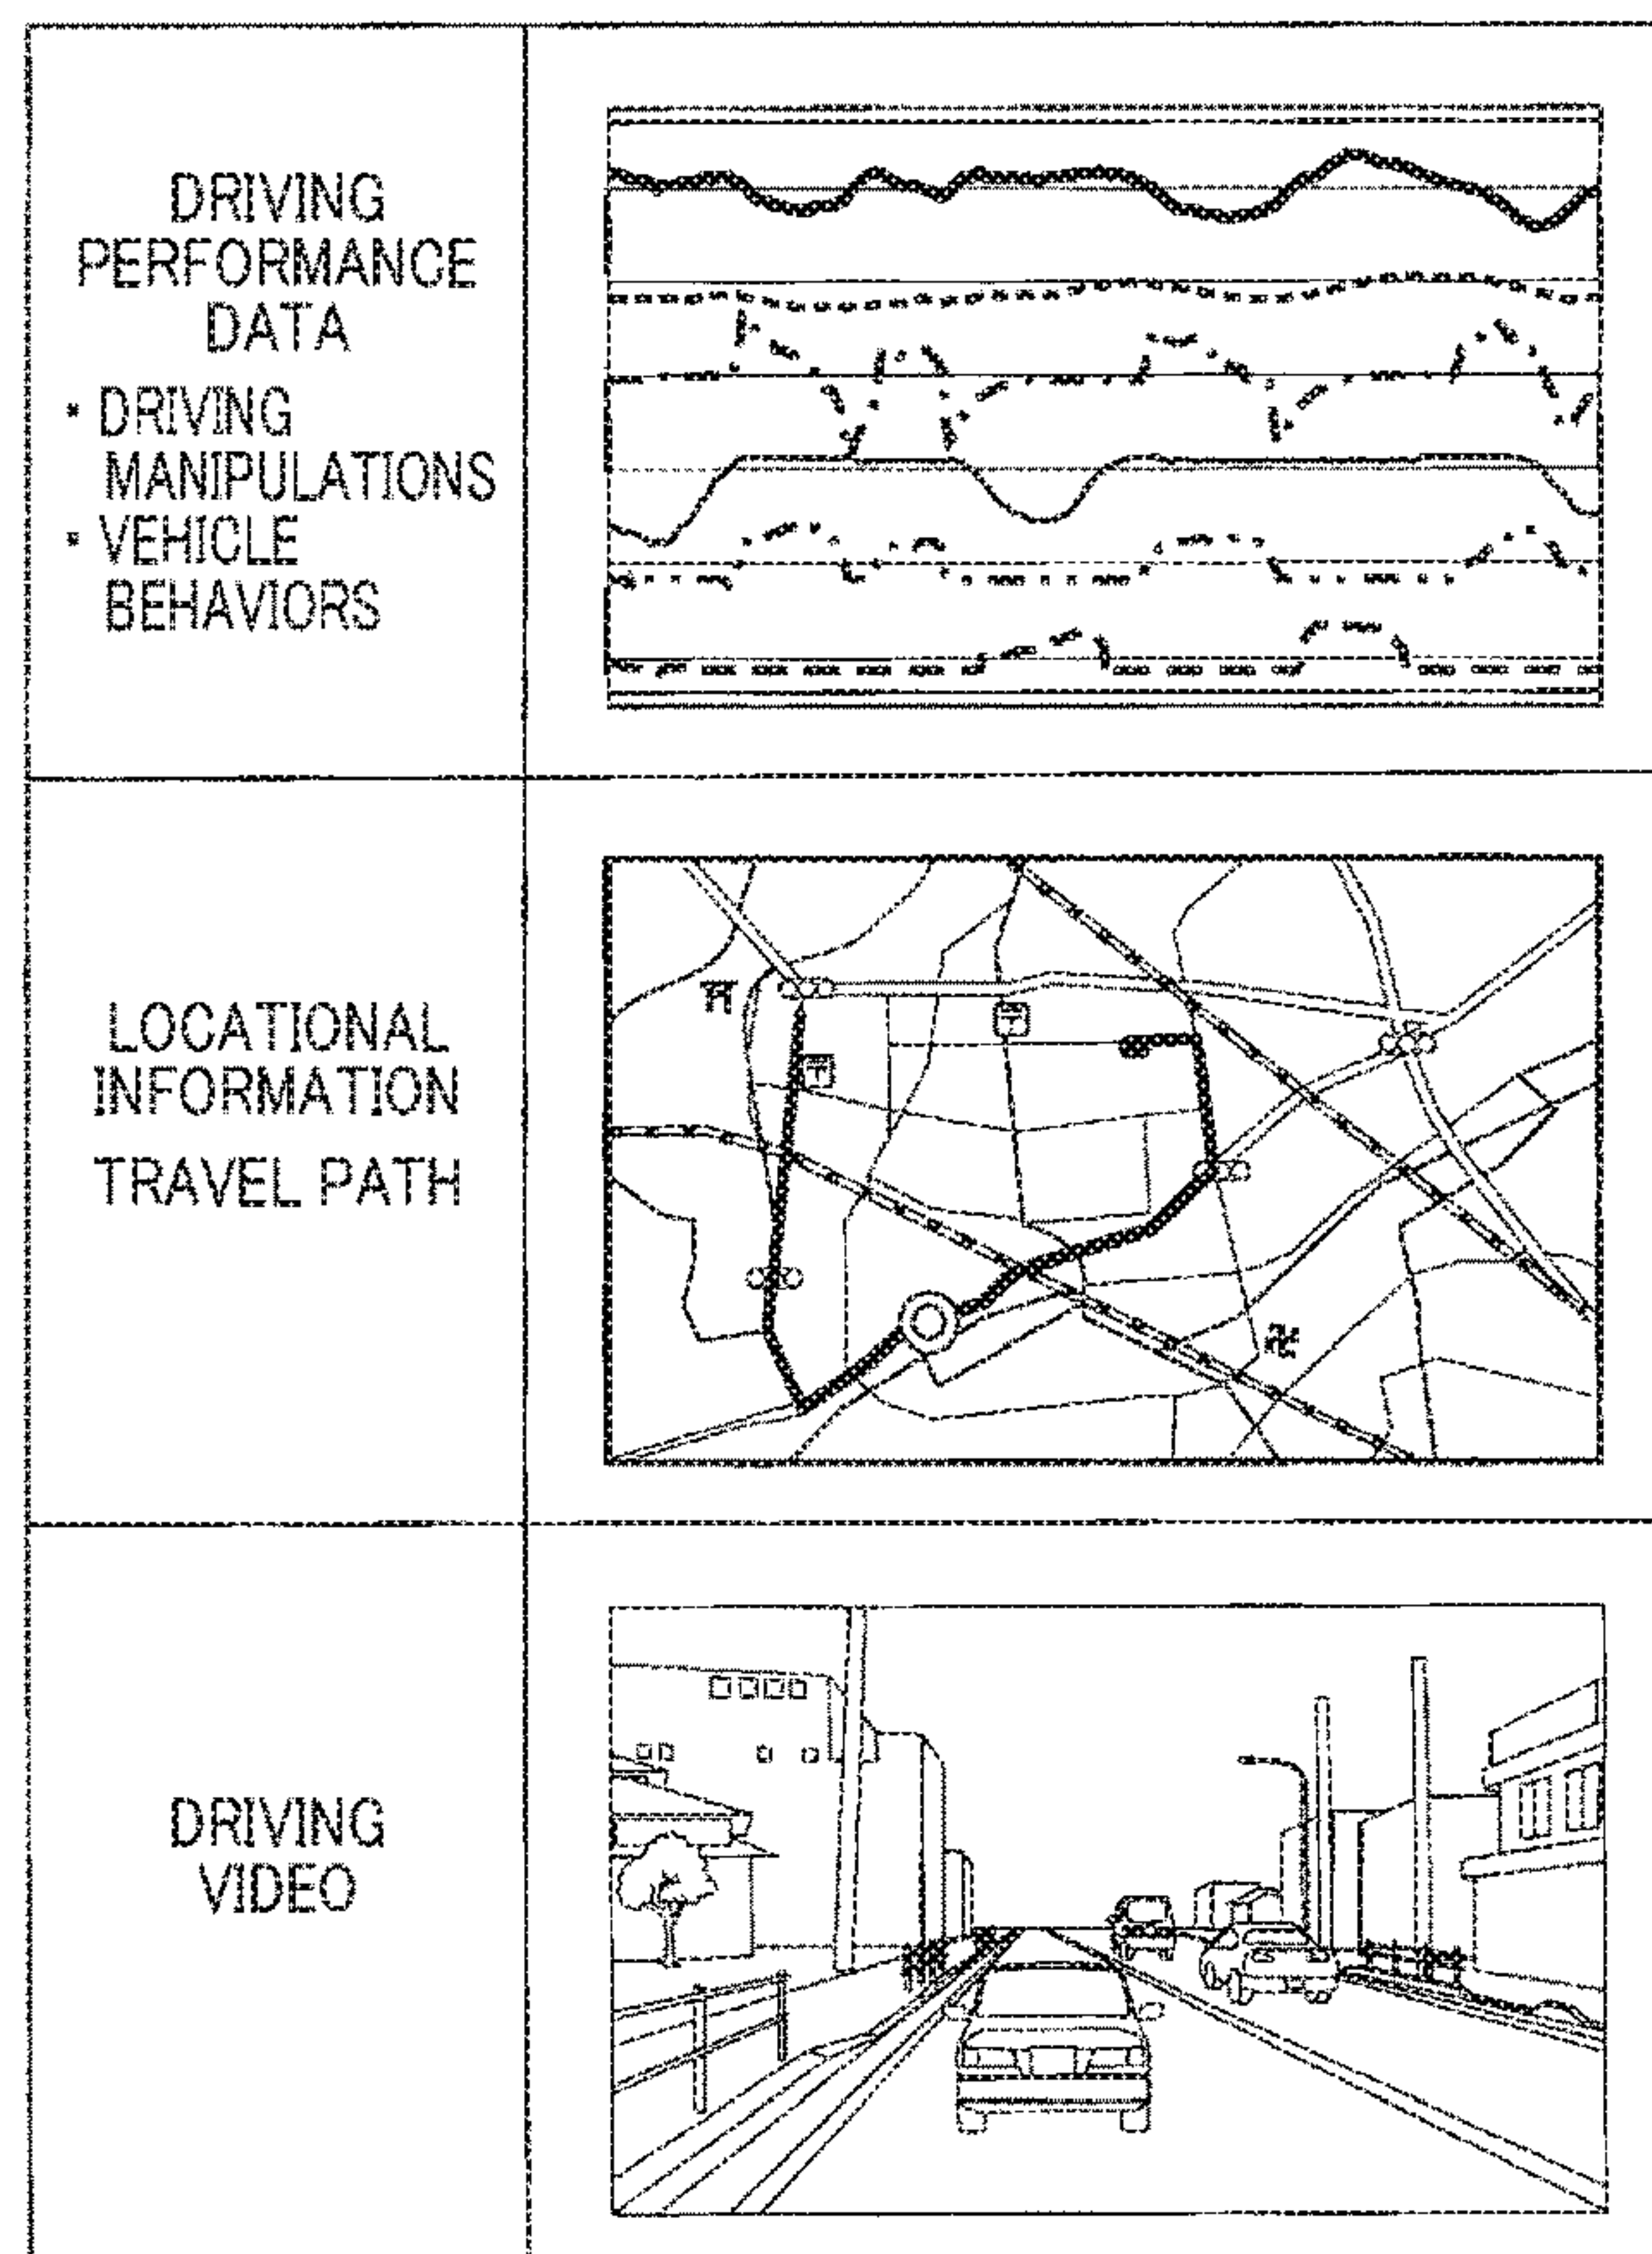 DRIVING
PERFORMANCE
DATA
・DRIVING
MANIPULATIONS
・VEHICLE
BEHAVIORS
LOCATIONAL
INFORMATION
TRAVEL PATH
DRIVING
VIDEO